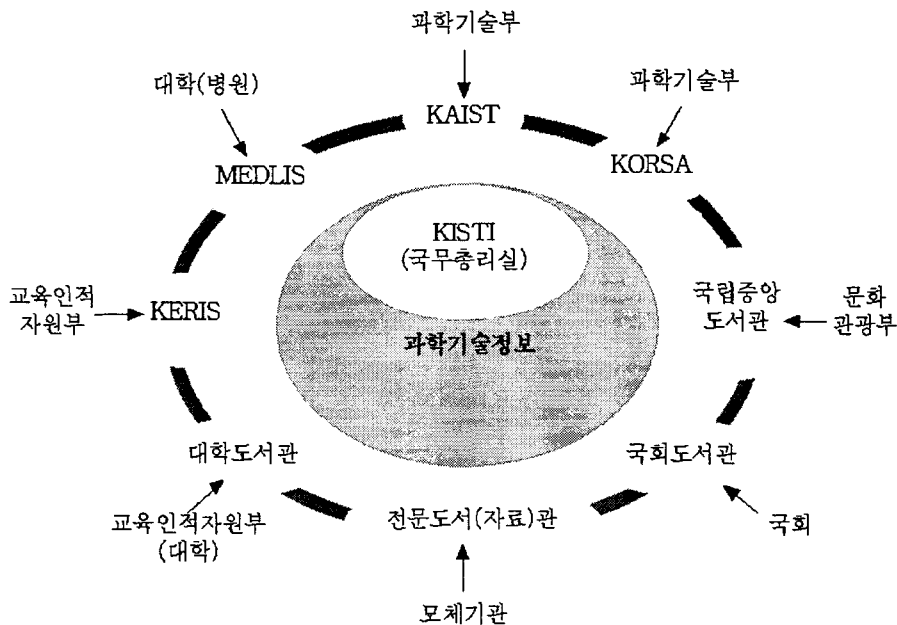 과학기술부
대학(병원)
과학기술부
KAIST
MEDLIS
KORSA
KISTI
(국무총리실)
교육인적
자원부
KERIS
국립중앙
도서관
문화
관광부
과학기술정보
대학도서관
국회도서관
교육인적자원부
(대학)
전문도서(자료)관
국회
모체기관